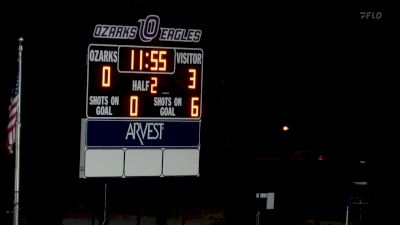 OZARKS U EAGLES
FLO
OZARKS 11:55 VISITOR
0 3
HALF 2
SHOTS ON GOAL 0 SHOTS ON GOAL 6
ARVEST